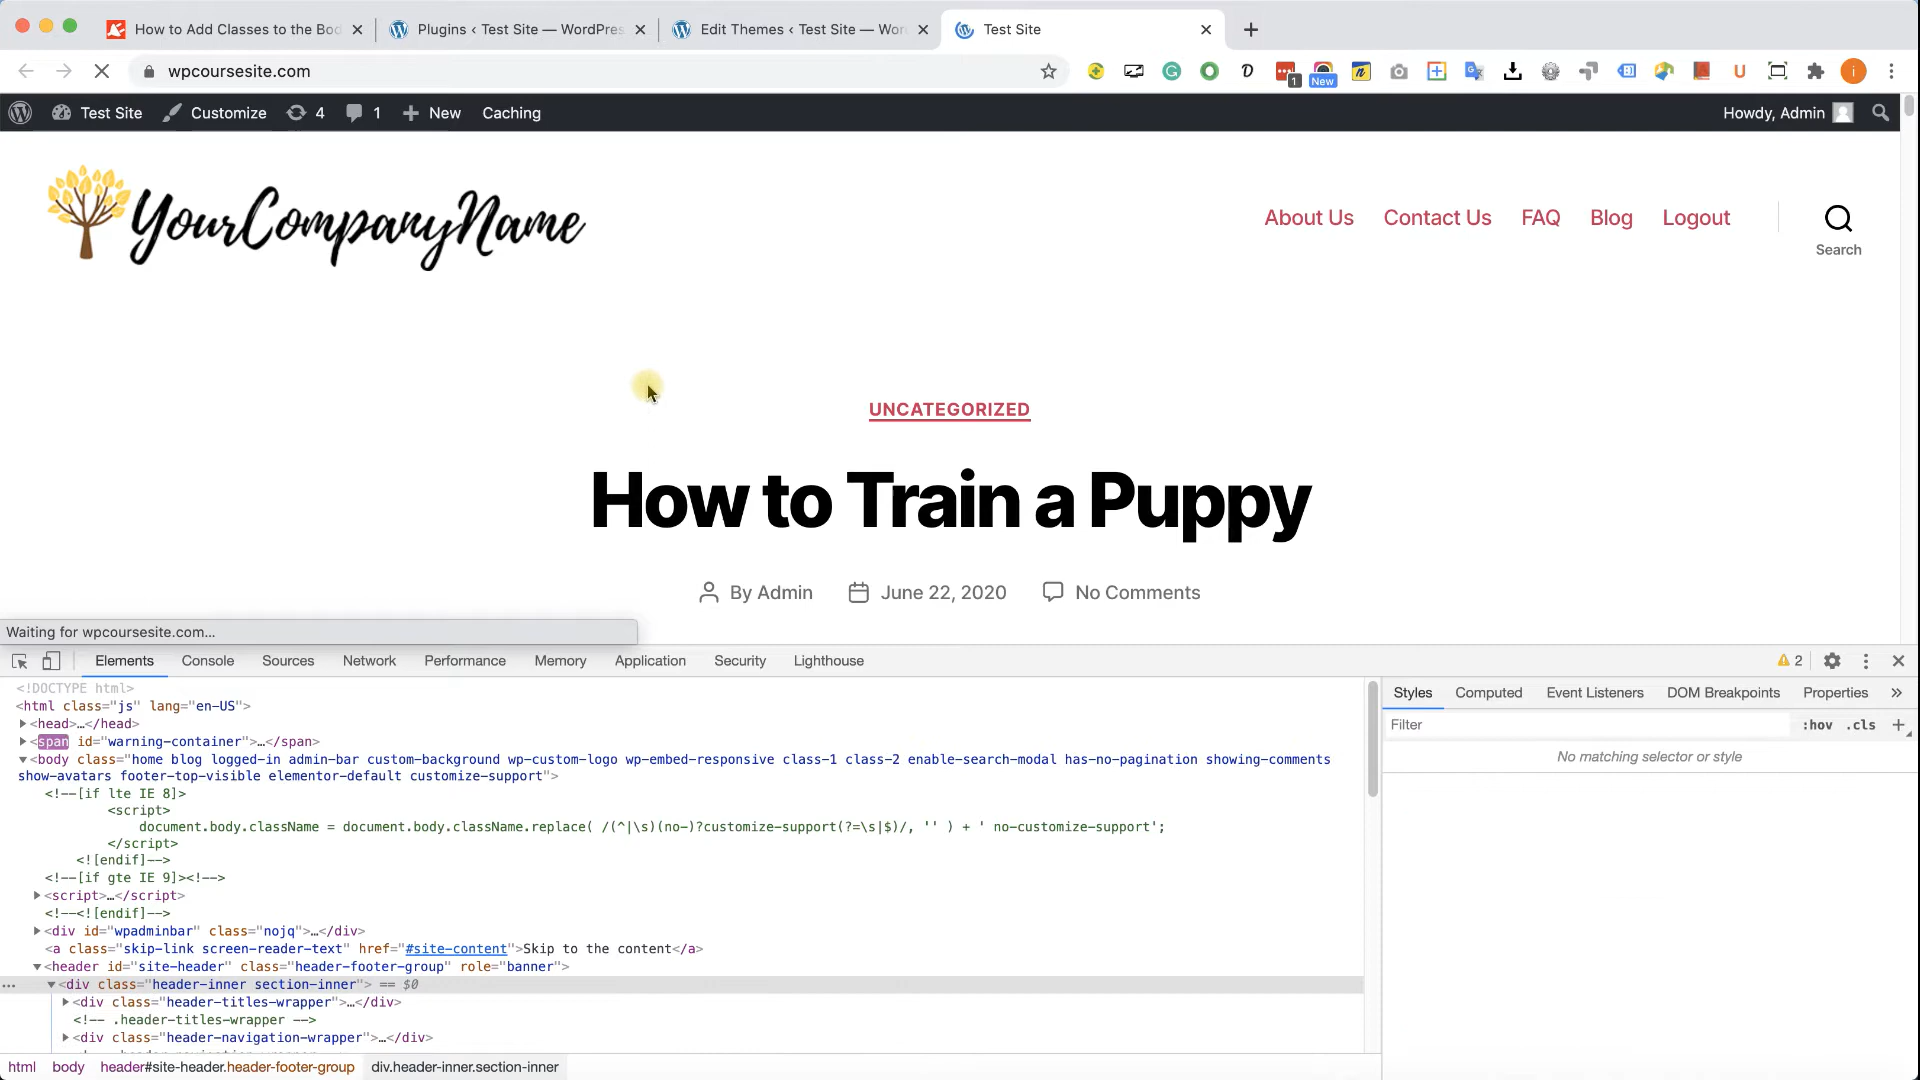 How to Add Classes to the Bod
Plugins ‹ Test Site — WordPres
Edit Themes ‹ Test Site — Wor
Test Site
wpcoursesite.com
1
New
Test Site
Customize
4
1
New
Caching
Howdy, Admin
YourCompanyName
About Us
Contact Us
FAQ
Blog
Logout
Search
UNCATEGORIZED
How to Train a Puppy
By Admin
June 22, 2020
No Comments
Waiting for wpcoursesite.com...
Elements
Console
Sources
Network
Performance
Memory
Application
Security
Lighthouse
2
<!DOCTYPE html>
<html class="js" lang="en-US">
<head>…</head>
<span id="warning-container">…</span>
<body class="home blog logged-in admin-bar custom-background wp-custom-logo wp-embed-responsive class-1 class-2 enable-search-modal has-no-pagination showing-comments
show-avatars footer-top-visible elementor-default customize-support">
<!--[if lte IE 8]>
<script>
document.body.className = document.body.className.replace( /(^|\s)(no-)?customize-support(?=\s|$)/, '' ) + ' no-customize-support';
</script>
<![endif]-->
<!--[if gte IE 9]><!-->
<script>…</script>
<!--<![endif]-->
<div id="wpadminbar" class="nojq">…</div>
<a class="skip-link screen-reader-text" href="#site-content">Skip to the content</a>
<header id="site-header" class="header-footer-group" role="banner">
... <div class="header-inner section-inner"> == $0
<div class="header-titles-wrapper">…</div>
<!-- .header-titles-wrapper -->
<div class="header-navigation-wrapper">…</div>
html
body
header#site-header.header-footer-group
div.header-inner.section-inner
Styles
Computed
Event Listeners
DOM Breakpoints
Properties
»
Filter
:hov
.cls
+
No matching selector or style